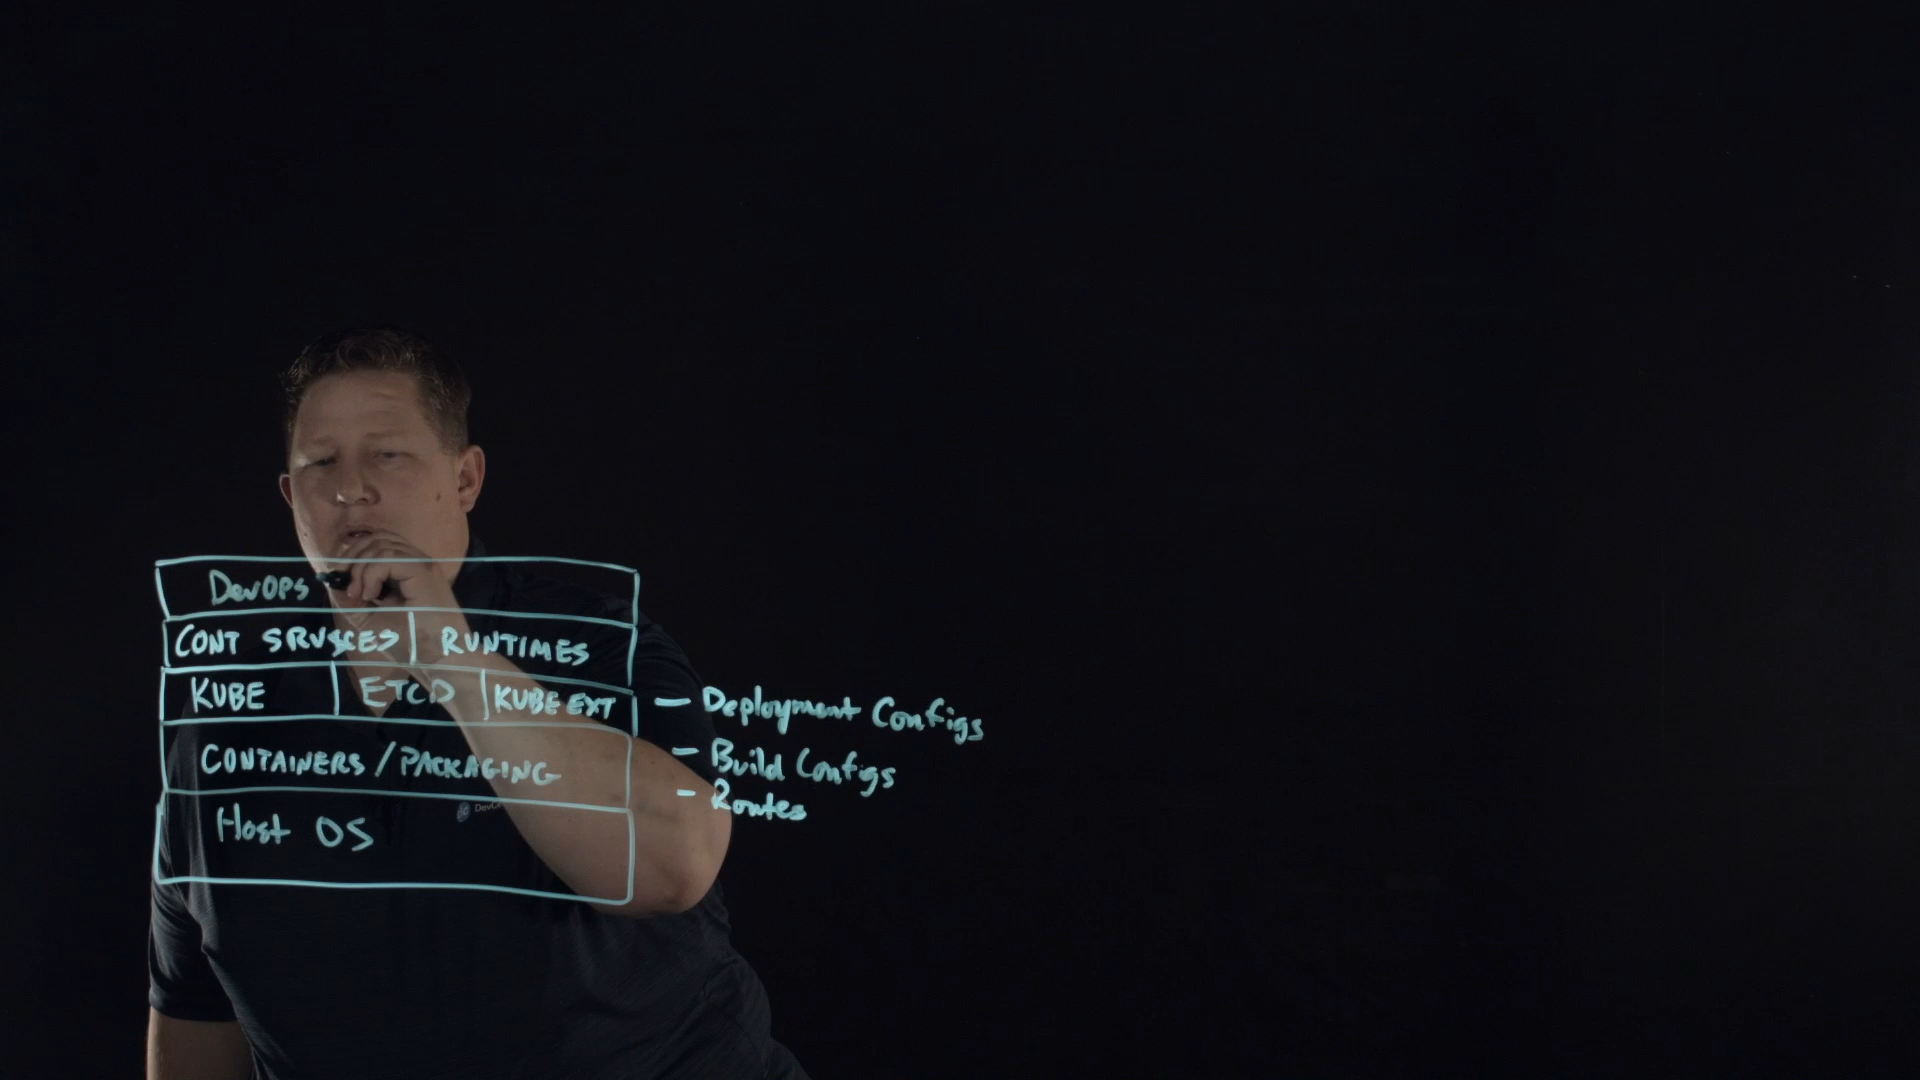 DevOps
CONT SRVSCES RUNTIMES
KUBE ETCD KUBE EXT
- Deployment Configs
- Build Configs
CONTAINERS / PACKAGING
- Routes
Host OS